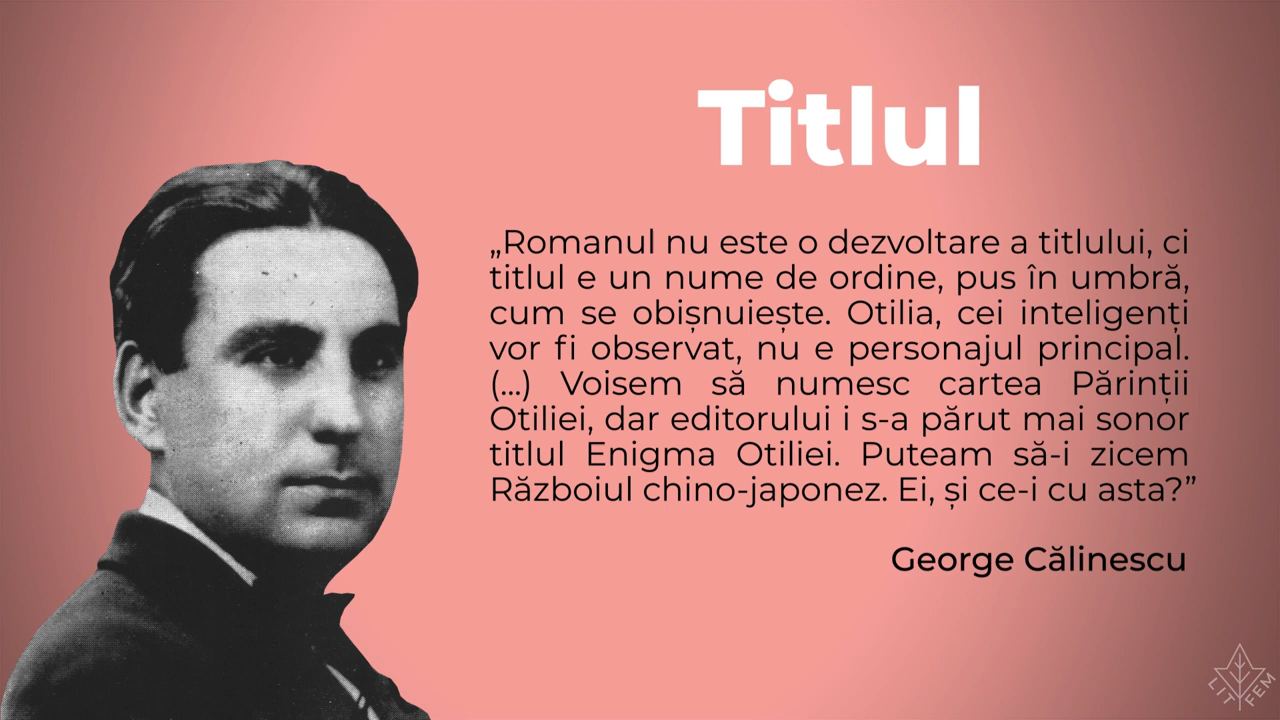 Titlul
„Romanul nu este o dezvoltare a titlului, ci
titlul e un nume de ordine, pus în umbră,
cum se obișnuiește. Otilia, cei inteligenți
vor fi observat, nu e personajul principal.
(...) Voisem să numesc cartea Părinții
Otiliei, dar editorului i s-a părut mai sonor
titlul Enigma Otiliei. Puteam să-i zicem
Războiul chino-japonez. Ei, și ce-i cu asta?”
George Călinescu
LIT FEM